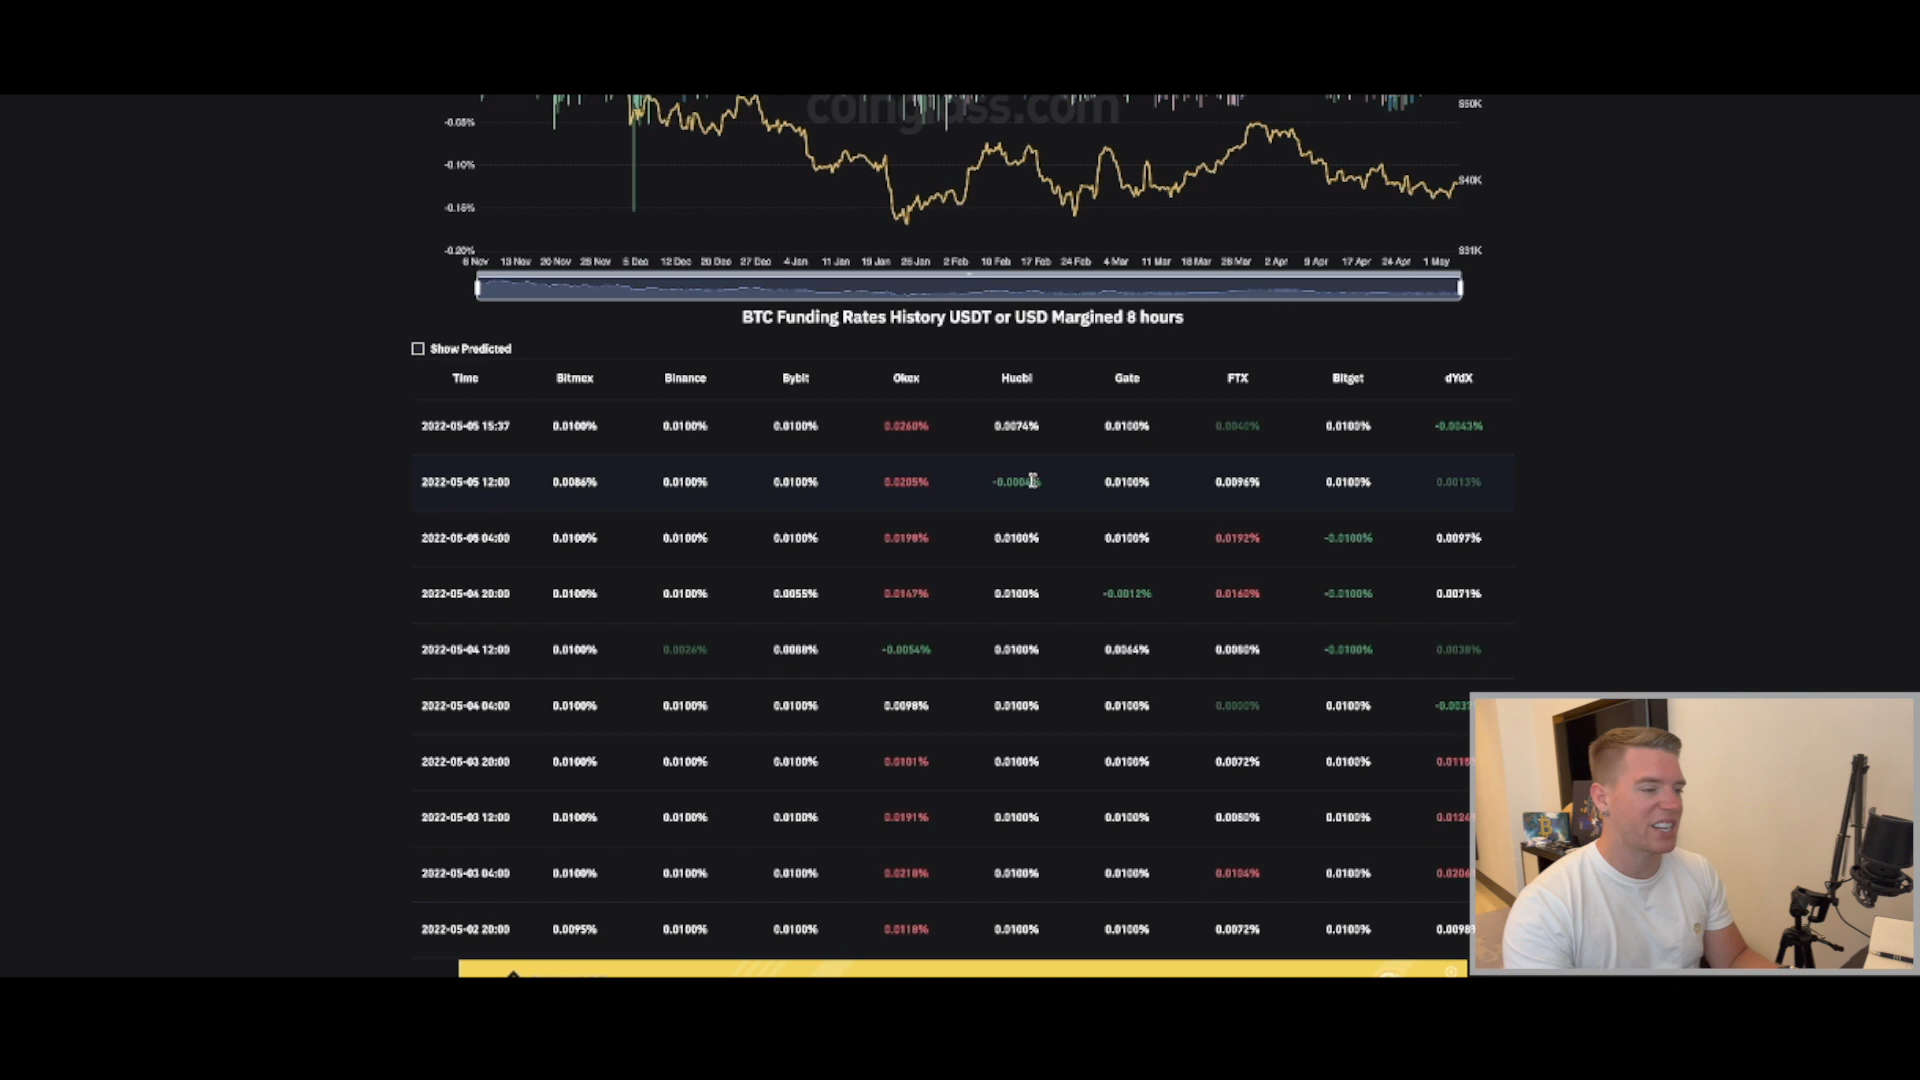 coinglass.com
$50K
-0.05%
-0.10%
$40K
-0.15%
-0.20%
$31K
6 Nov 13 Nov 20 Nov 28 Nov 5 Dec 12 Dec 20 Dec 27 Dec 4 Jan 11 Jan 19 Jan 26 Jan 2 Feb 10 Feb 17 Feb 24 Feb 4 Mar 11 Mar 18 Mar 26 Mar 2 Apr 9 Apr 17 Apr 24 Apr 1 May
BTC Funding Rates History USDT or USD Margined 8 hours
Show Predicted
Time Bitmex Binance Bybit Okex Huobi Gate FTX Bitget dYdX
2022-05-05 15:37 0.0100% 0.0100% 0.0100% 0.0260% 0.0074% 0.0100% 0.0040% 0.0100% -0.0043%
2022-05-05 12:00 0.0086% 0.0100% 0.0100% 0.0205% 0.0100% 0.0096% 0.0100% 0.0013%
2022-05-05 04:00 0.0100% 0.0100% 0.0100% 0.0198% 0.0100% 0.0100% 0.0192% -0.0100% 0.0097%
2022-05-04 20:00 0.0100% 0.0100% 0.0055% 0.0147% 0.0100% -0.0012% 0.0160% -0.0100% 0.0071%
2022-05-04 12:00 0.0100% 0.0026% 0.0088% -0.0054% 0.0100% 0.0064% 0.0080% -0.0100% 0.0038%
2022-05-04 04:00 0.0100% 0.0100% 0.0100% 0.0098% 0.0100% 0.0100% 0.0000% 0.0100% -0.0037
2022-05-03 20:00 0.0100% 0.0100% 0.0100% 0.0101% 0.0100% 0.0100% 0.0072% 0.0100%
2022-05-03 12:00 0.0100% 0.0100% 0.0100% 0.0191% 0.0100% 0.0100% 0.0080% 0.0100% 0.0124
2022-05-03 04:00 0.0100% 0.0100% 0.0100% 0.0218% 0.0100% 0.0100% 0.0104% 0.0100% 0.0206
2022-05-02 20:00 0.0095% 0.0100% 0.0100% 0.0118% 0.0100% 0.0100% 0.0072% 0.0100% 0.0098